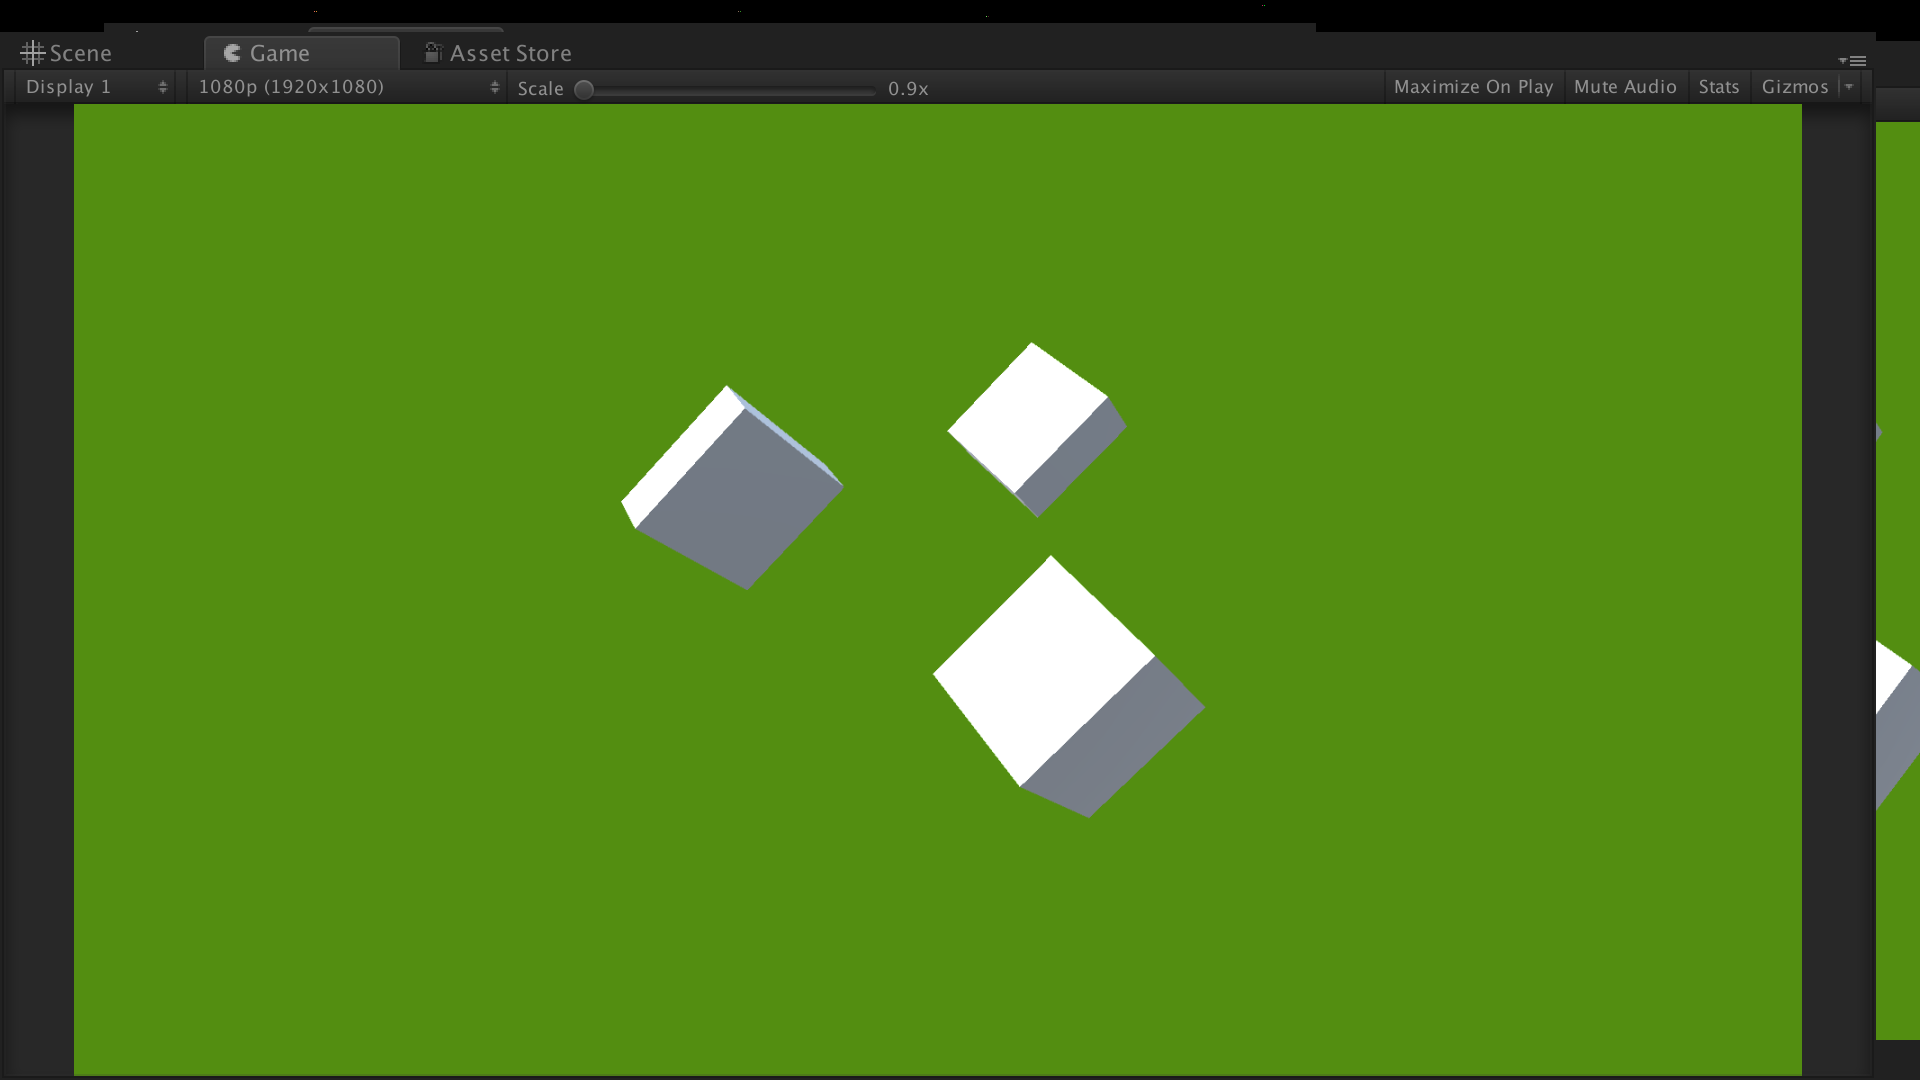 Scene Game Asset Store
Display 1 1080p (1920x1080) Scale 0.9x Maximize On Play Mute Audio Stats Gizmos